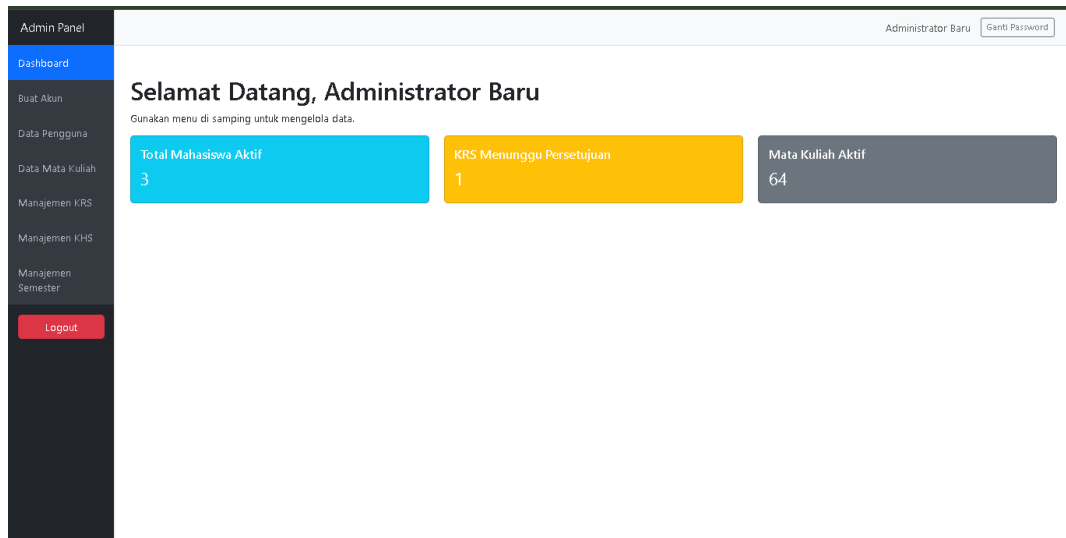 Admin Panel
Administrator Baru
Ganti Password
Dashboard
Buat Akun
Data Pengguna
Data Mata Kuliah
Manajemen KRS
Manajemen KHS
Manajemen
Semester
Logout
Selamat Datang, Administrator Baru
Gunakan menu di samping untuk mengelola data.
Total Mahasiswa Aktif
3
KRS Menunggu Persetujuan
1
Mata Kuliah Aktif
64